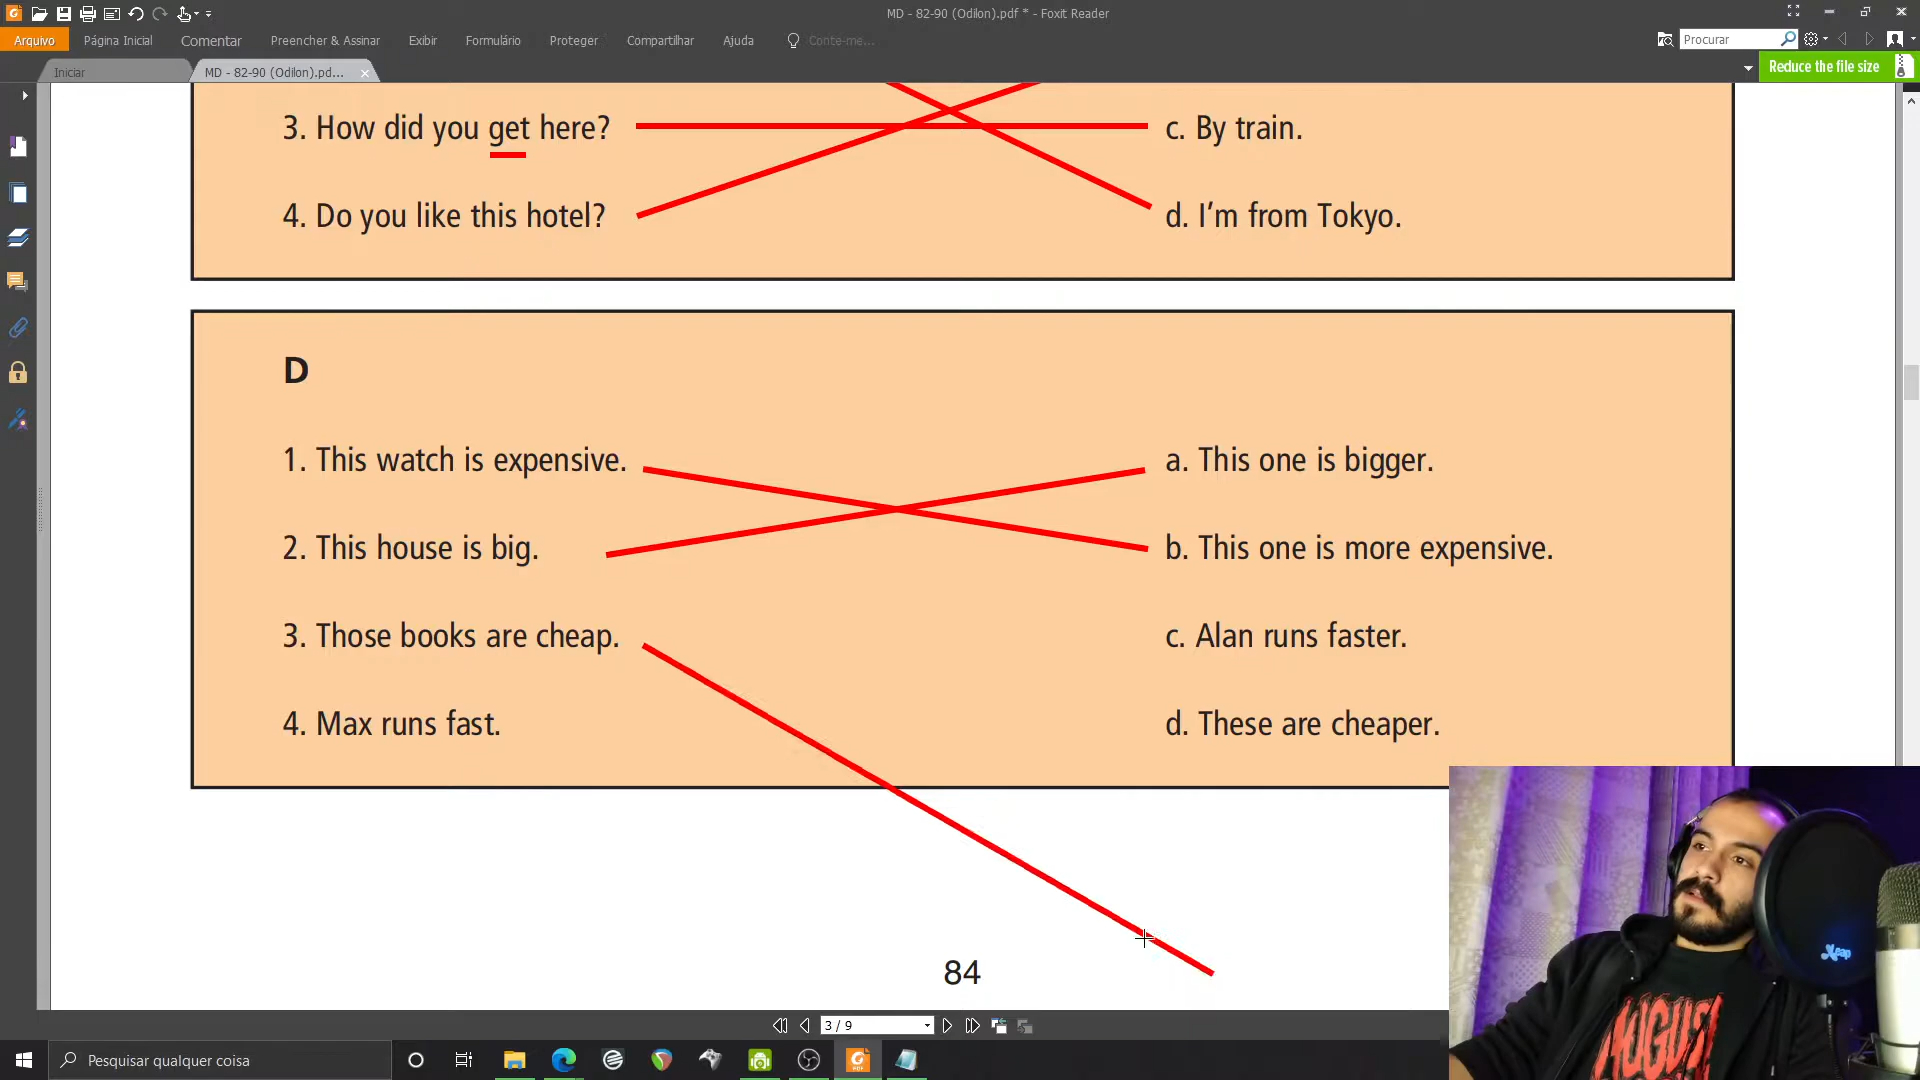 MD - 82-90 (Odilon).pdf * - Foxit Reader
Arquivo Página Inicial Comentar Preencher & Assinar Exibir Formulário Proteger Compartilhar Ajuda Conte-me... Procurar
Iniciar MD - 82-90 (Odilon).pd... Reduce the file size
3. How did you get here? c. By train.
4. Do you like this hotel? d. I'm from Tokyo.
D
1. This watch is expensive. a. This one is bigger.
2. This house is big. b. This one is more expensive.
3. Those books are cheap. c. Alan runs faster.
4. Max runs fast. d. These are cheaper.
84
3 / 9
Pesquisar qualquer coisa